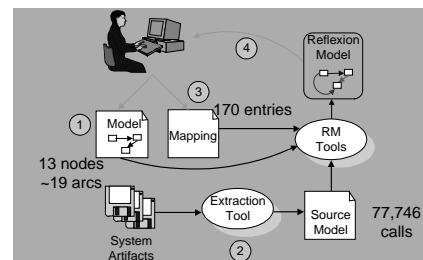 Reflexion
Model
4
3
170 entries
1
Model
Mapping
RM
Tools
13 nodes
~19 arcs
Extraction
Tool
Source
Model
77,746
calls
System
Artifacts
2